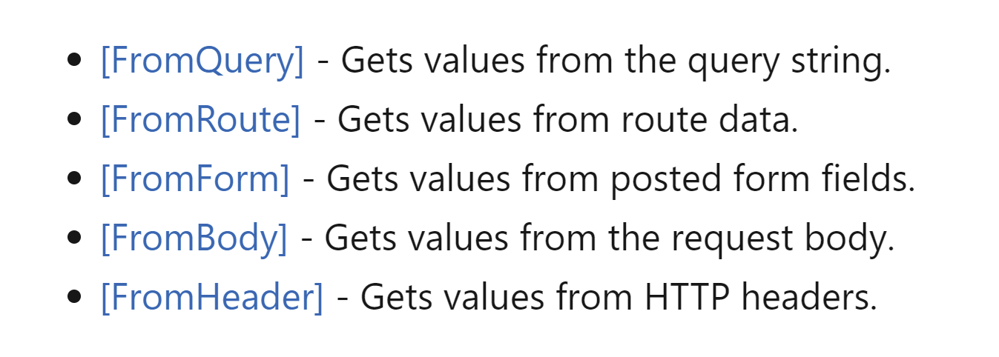 • [FromQuery] - Gets values from the query string.
• [FromRoute] - Gets values from route data.
• [FromForm] - Gets values from posted form fields.
• [FromBody] - Gets values from the request body.
• [FromHeader] - Gets values from HTTP headers.